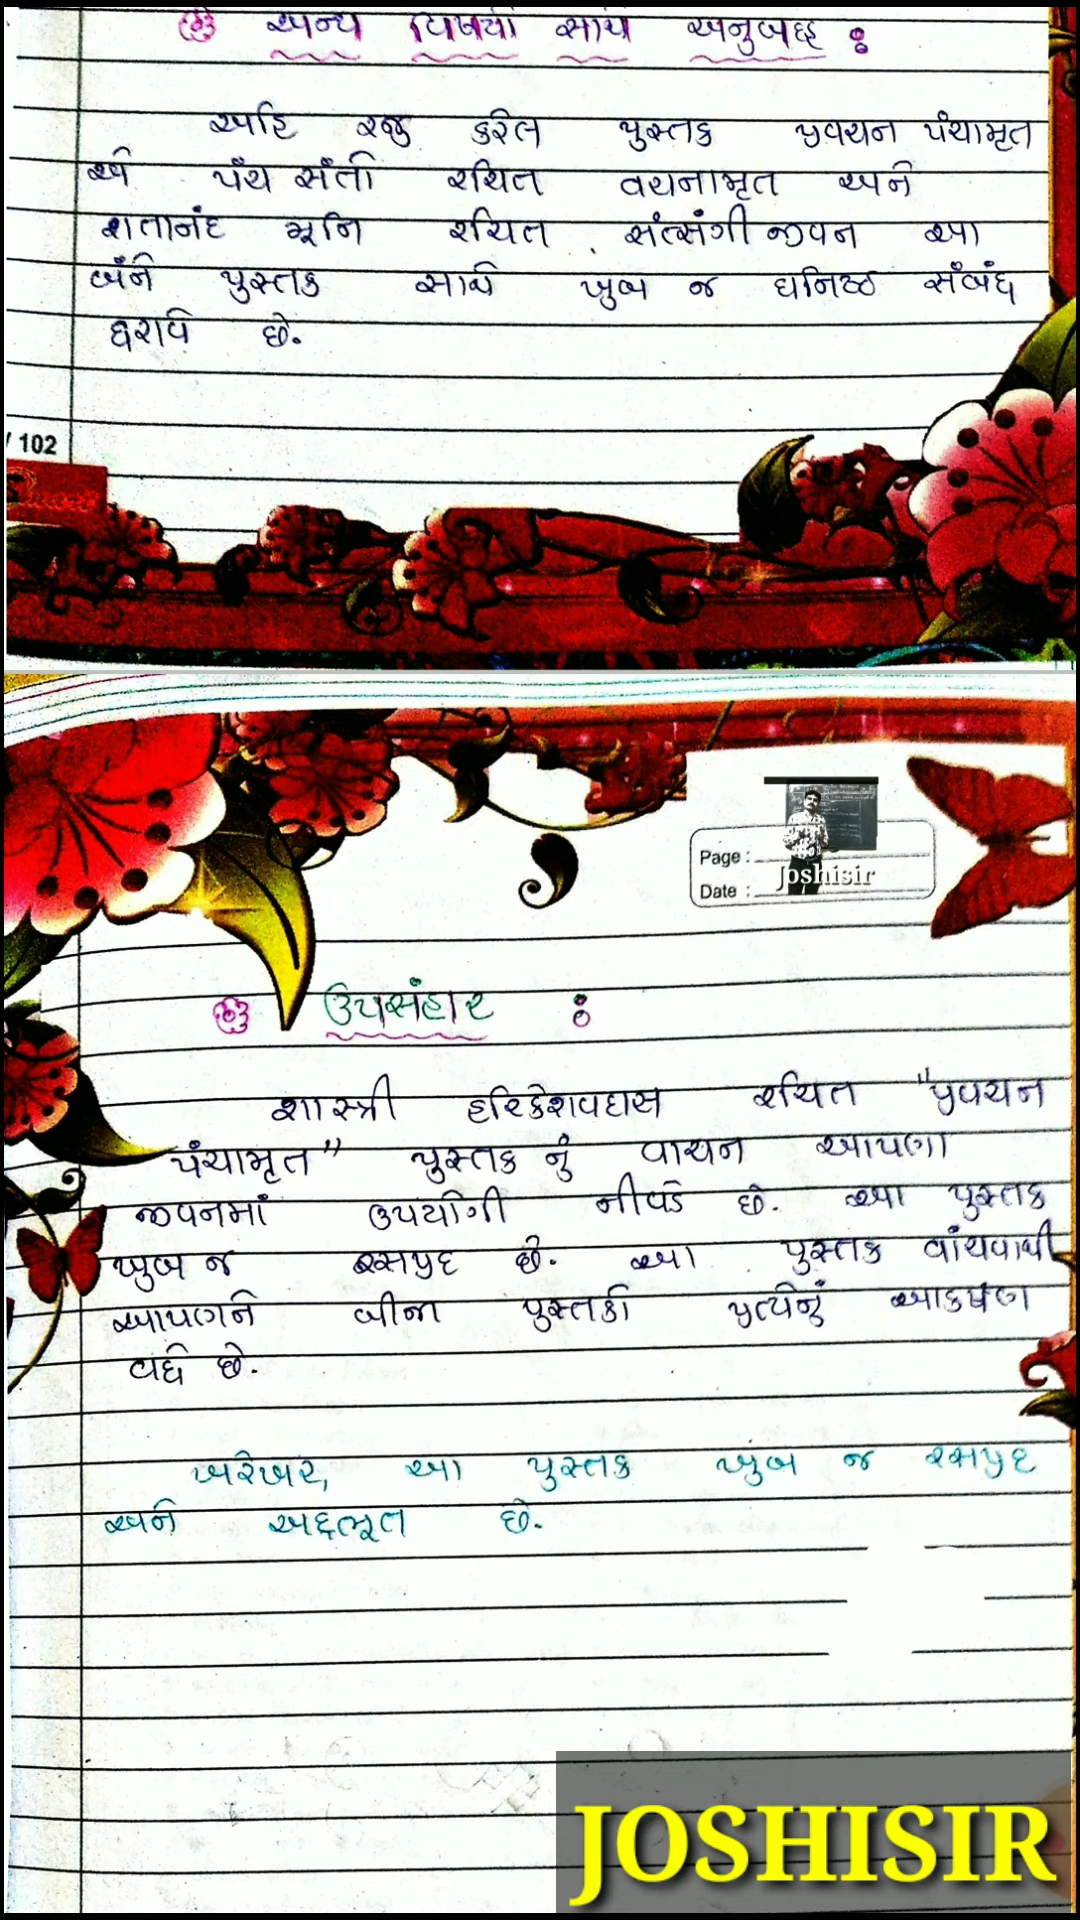 અન્ય વિષયો સાથે અનુબધ્ધ :
અહિ રજુ કરેલ પુસ્તક પ્રવચન પંચામૃત
એ પંચ સંતો રચિત વચનામૃત અને
શતાનંદ મૂનિ રચિત સંત્સંગી જીવન આ
બંને પુસ્તક સાથે ખુબ જ ઘનિષ્ઠ સંબંધ
ધરાવે છે.
/ 102
Page :
Joshisir
Date :
ઉપસંહાર :
શાસ્ત્રી હરિકેશવદાસ રચિત "પ્રવચન
પંચામૃત" પુસ્તક નું વાચન આપણા
જીવનમાં ઉપયોગી નીવડે છે. આ પુસ્તક
ખુબ જ રસપ્રદ છે. આ પુસ્તક વાંચવાથી
આપણને બીજા પુસ્તકો પ્રત્યેનું આકર્ષણ
વધે છે.
ખરેખર, આ પુસ્તક ખુબ જ રસપ્રદ
અને અદ્દભૂત છે.
JOSHISIR